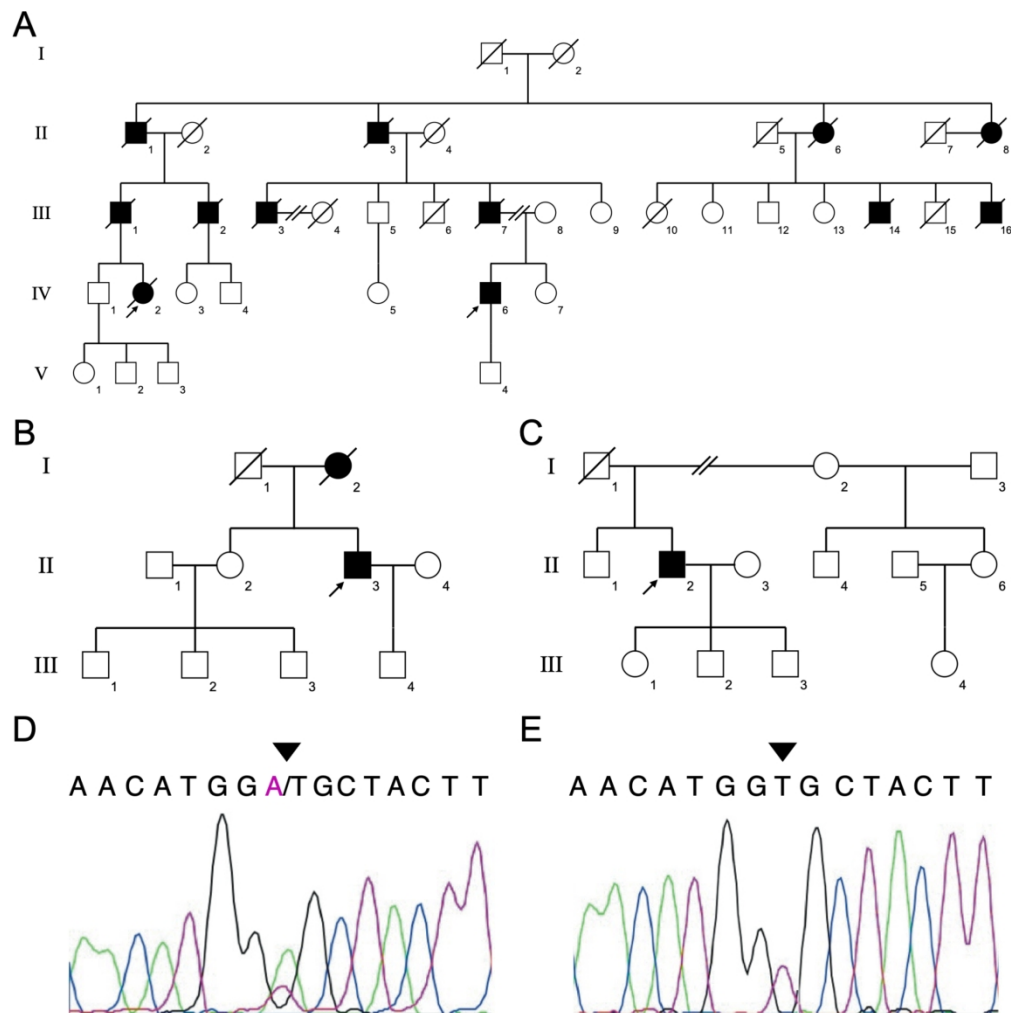 A
I
1 2
II
1 2 3 4 5 6 7 8
III
1 2 3 4 5 6 7 8 9 10 11 12 13 14 15 16
IV
1 2 3 4 5 6 7
V
1 2 3 4
B
I
1 2
II
1 2 3 4
III
1 2 3 4
C
I
1 2 3
II
1 2 3 4 5 6
III
1 2 3 4
D
A A C A T G G A/T G C T A C T T
E
A A C A T G G T G C T A C T T